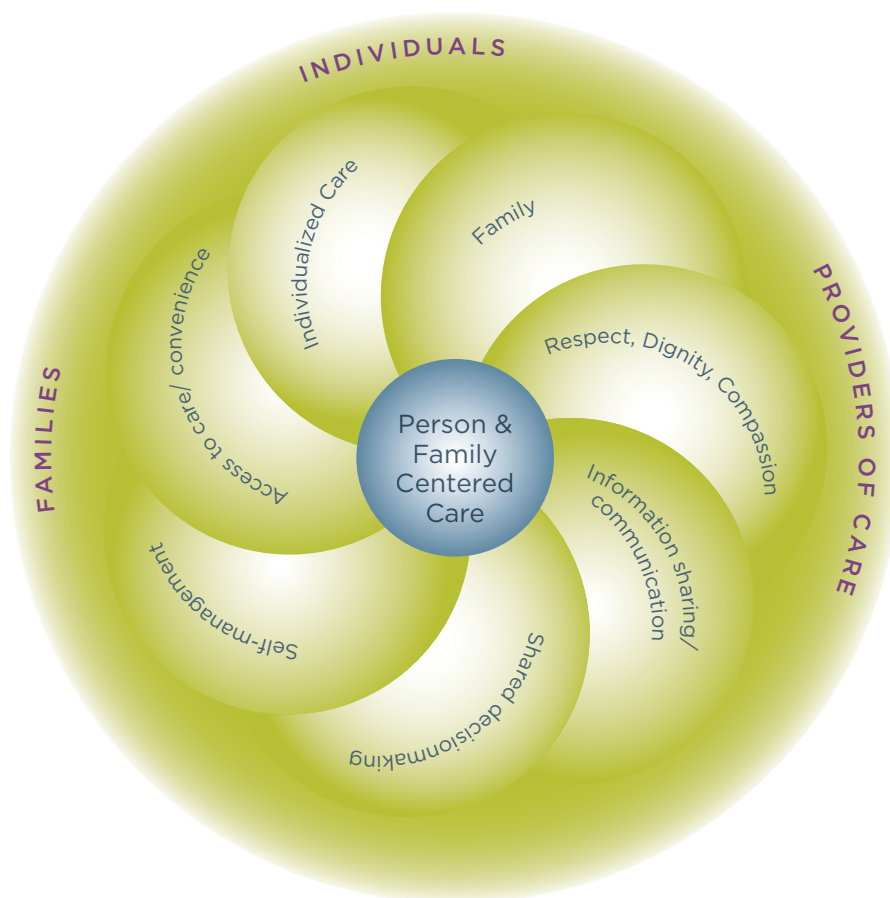 INDIVIDUALS
PROVIDERS OF CARE
FAMILIES
Person &
Family
Centered
Care
Family
Respect, Dignity, Compassion
Information sharing/
communication
Shared decisionmaking
Self-management
Access to care/ convenience
Individualized Care